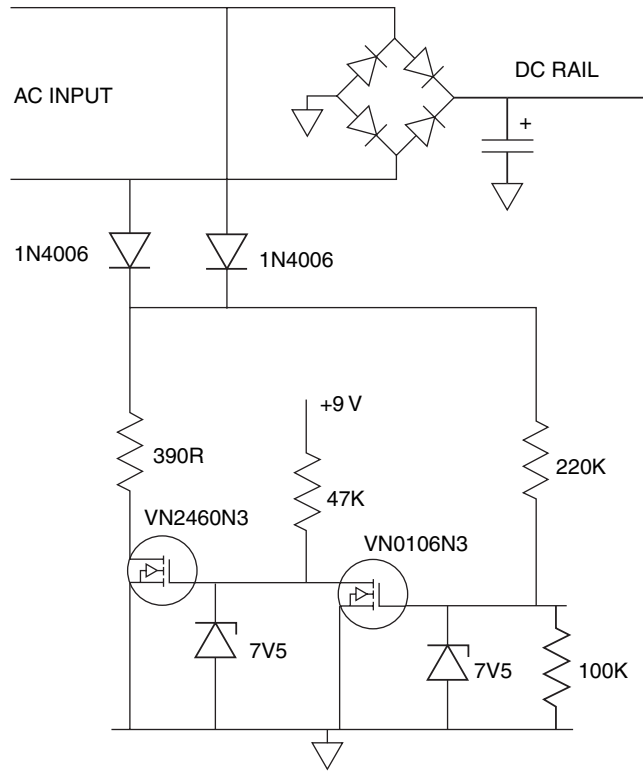 DC RAIL
AC INPUT
+
1N4006
1N4006
+9 V
390R
47K
220K
VN2460N3
VN0106N3
7V5
7V5
100K